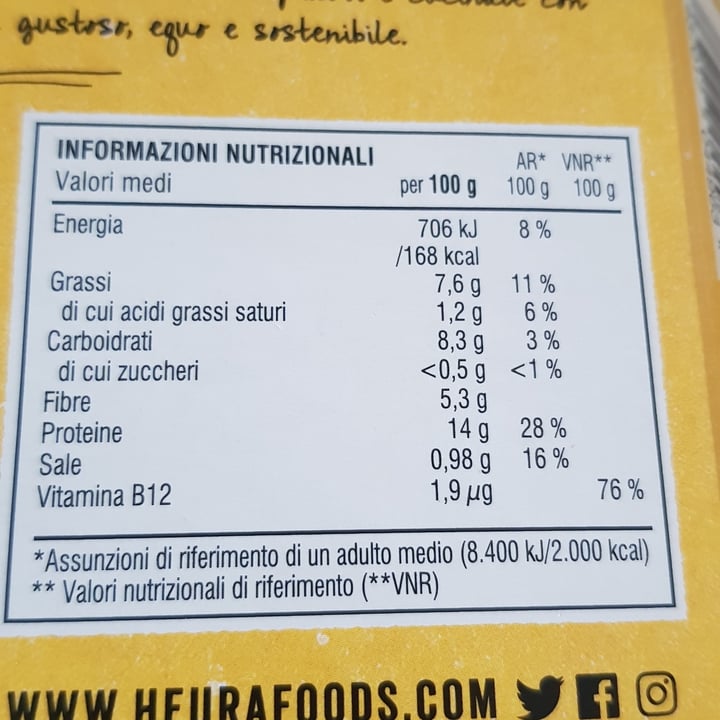 gustoso, equo e sostenibile.
INFORMAZIONI NUTRIZIONALI AR* VNR**
Valori medi per 100 g 100 g 100 g
Energia 706 kJ 8 %
/168 kcal
Grassi 7,6 g 11 %
di cui acidi grassi saturi 1,2 g 6 %
Carboidrati 8,3 g 3 %
di cui zuccheri <0,5 g <1 %
Fibre 5,3 g
Proteine 14 g 28 %
Sale 0,98 g 16 %
Vitamina B12 1,9 µg 76 %
*Assunzioni di riferimento di un adulto medio (8.400 kJ/2.000 kcal)
** Valori nutrizionali di riferimento (**VNR)
WWW HEURAFOODS.COM